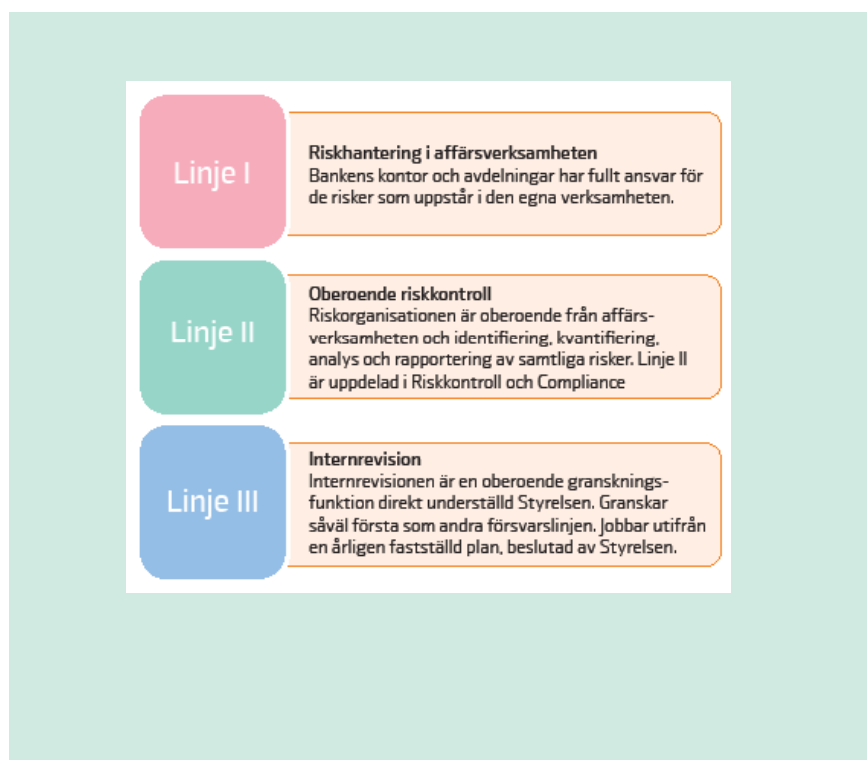 Linje I
Riskhantering i affärsverksamheten
Bankens kontor och avdelningar har fullt ansvar för
de risker som uppstår i den egna verksamheten.
Linje II
Oberoende riskkontroll
Riskorganisationen är oberoende från affärs-
verksamheten och identifiering, kvantifiering,
analys och rapportering av samtliga risker. Linje II
är uppdelad i Riskkontroll och Compliance
Linje III
Internrevision
Internrevisionen är en oberoende gransknings-
funktion direkt underställd Styrelsen. Granskar
såväl första som andra försvarslinjen. Jobbar utifrån
en årligen fastställd plan, beslutad av Styrelsen.